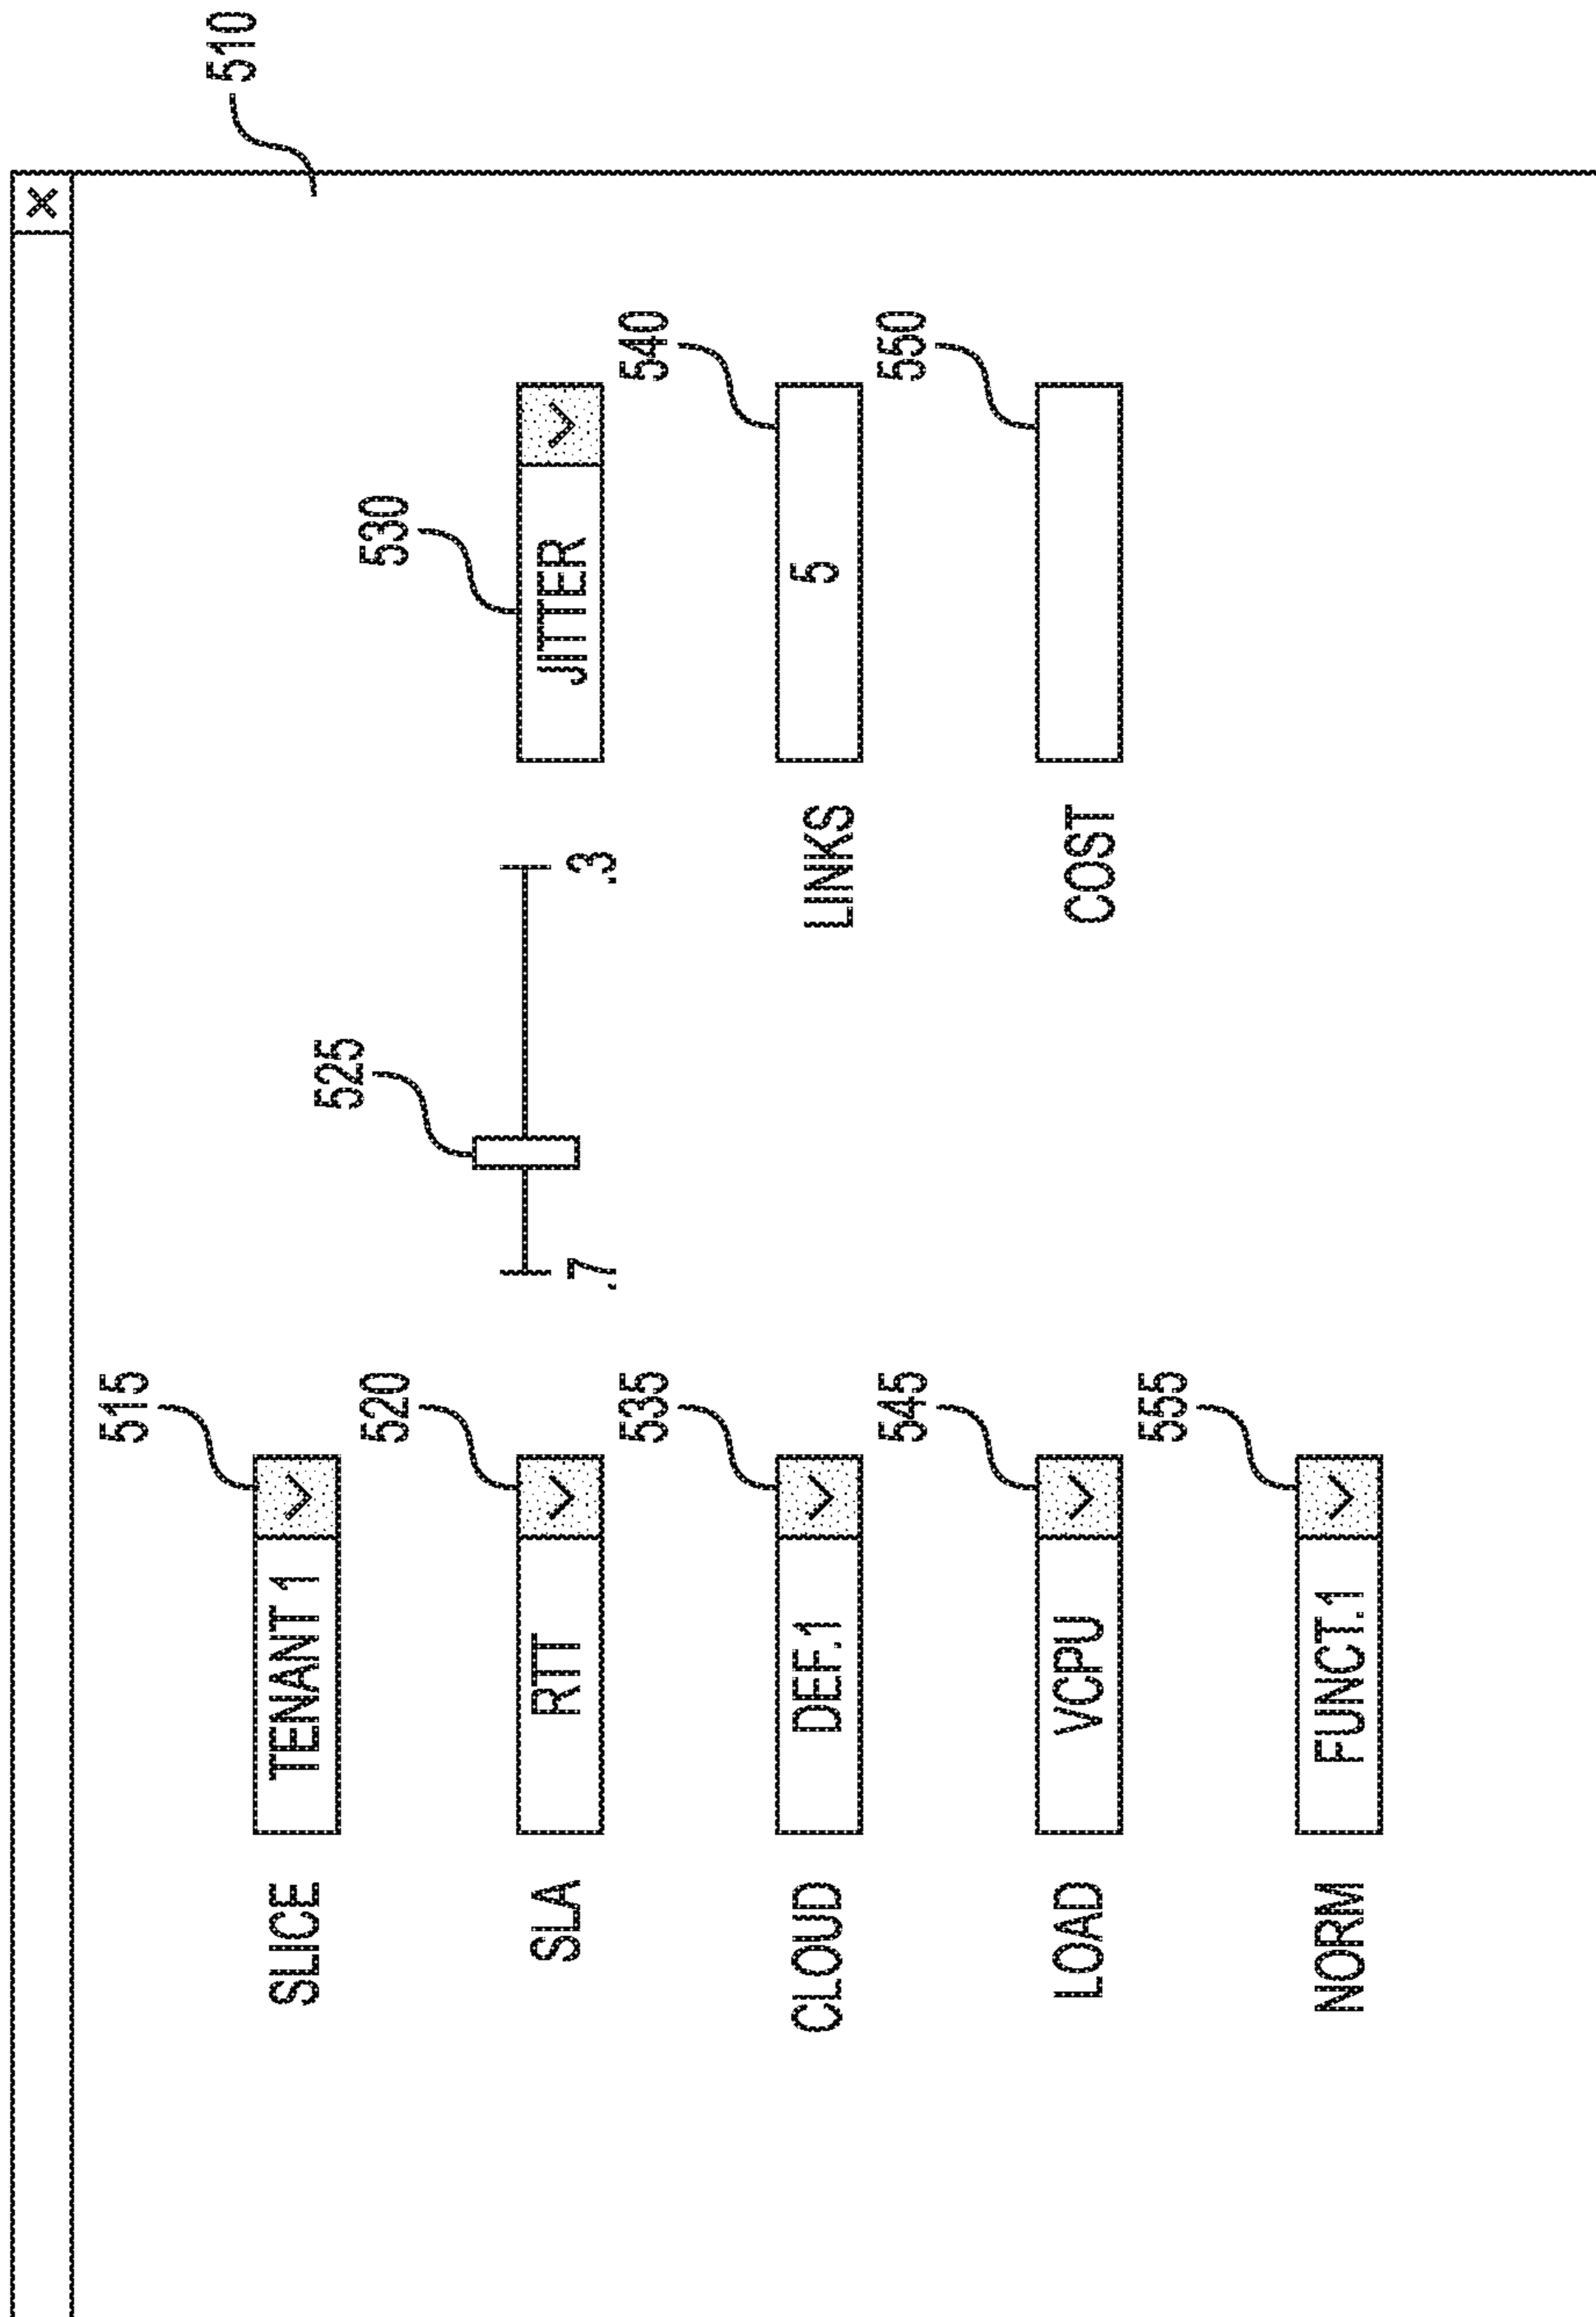 X
510
515
SLICE TENANT 1
520 525 530
SLA RTT JITTER
.7 .3
535 540
CLOUD DEF.1 LINKS 5
545 550
LOAD VCPU COST
555
NORM FUNCT.1